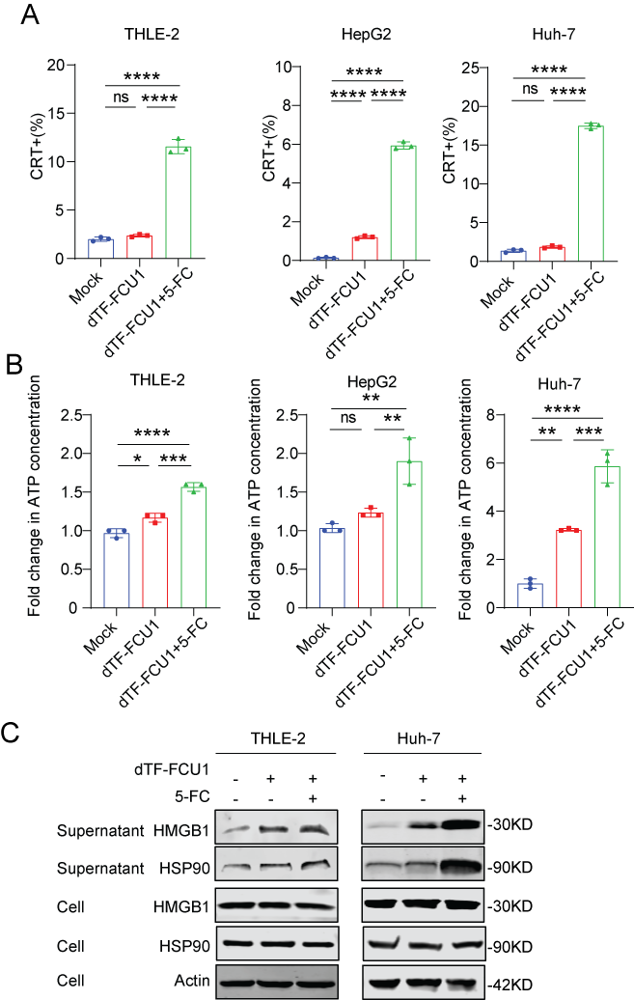 A
THLE-2
HepG2
Huh-7
CRT+(%)
20
15
10
5
0
****
ns
****
Mock
dTF-FCU1
dTF-FCU1+5-FC
CRT+(%)
10
8
6
4
2
0
****
****
****
Mock
dTF-FCU1
dTF-FCU1+5-FC
CRT+(%)
25
20
15
10
5
0
****
ns
****
Mock
dTF-FCU1
dTF-FCU1+5-FC
B
THLE-2
HepG2
Huh-7
Fold change in ATP concentration
2.5
2.0
1.5
1.0
0.5
0
****
*
***
Mock
dTF-FCU1
dTF-FCU1+5-FC
Fold change in ATP concentration
2.5
2.0
1.5
1.0
0.5
0
**
ns
**
Mock
dTF-FCU1
dTF-FCU1+5-FC
Fold change in ATP concentration
8
6
4
2
0
****
**
***
Mock
dTF-FCU1
dTF-FCU1+5-FC
C
THLE-2 Huh-7
dTF-FCU1 - + + - + +
5-FC - - + - - +
Supernatant HMGB1 -30KD
Supernatant HSP90 -90KD
Cell HMGB1 -30KD
Cell HSP90 -90KD
Cell Actin -42KD